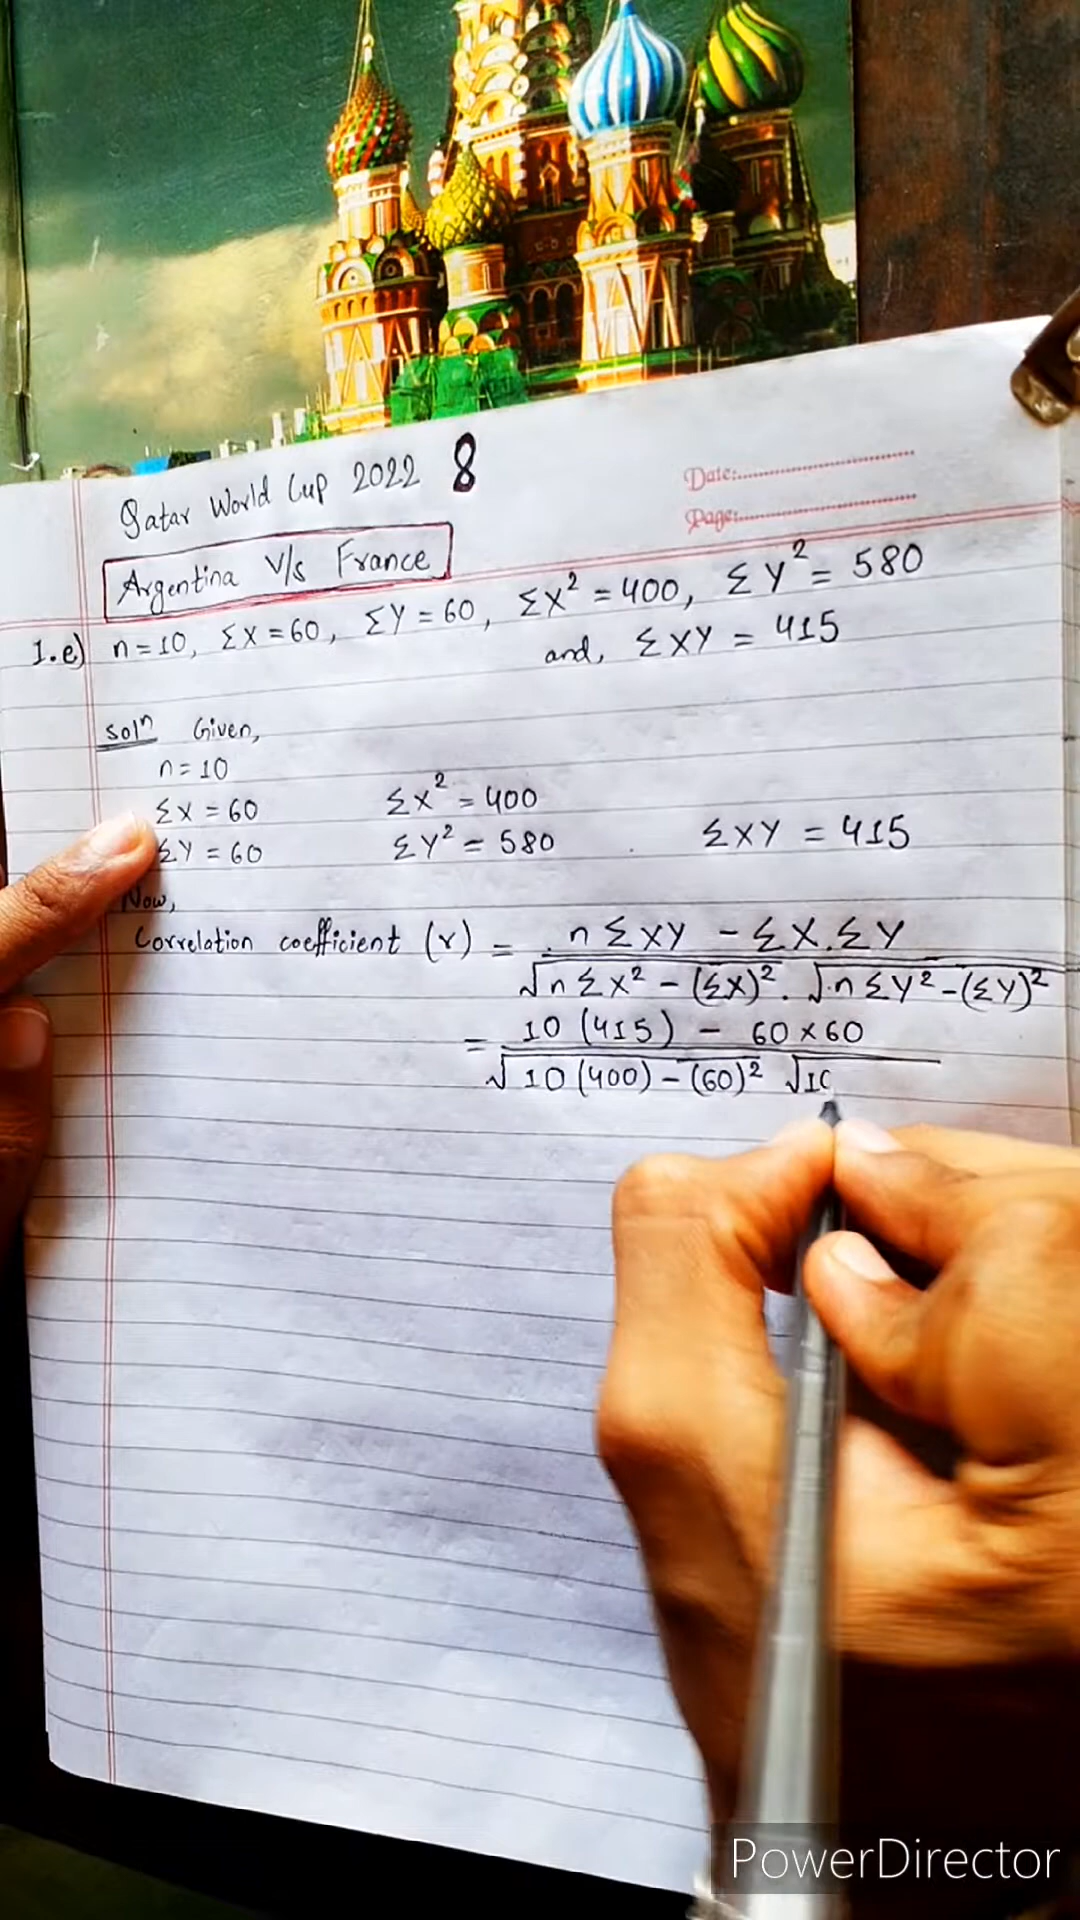 Qatar World Cup 2022 8
Date:
Page:
Argentina V/s France
1.e) n = 10, ΣX = 60, ΣY = 60, ΣX² = 400, ΣY² = 580
and, ΣXY = 415
Solⁿ Given,
n = 10
ΣX = 60 ΣX² = 400
ΣY = 60 ΣY² = 580 ΣXY = 415
Now,
Correlation coefficient (r) = nΣXY - ΣX.ΣY
√nΣX² - (ΣX)² . √nΣY² - (ΣY)²
= 10 (415) - 60 × 60
√10 (400) - (60)² √10
PowerDirector